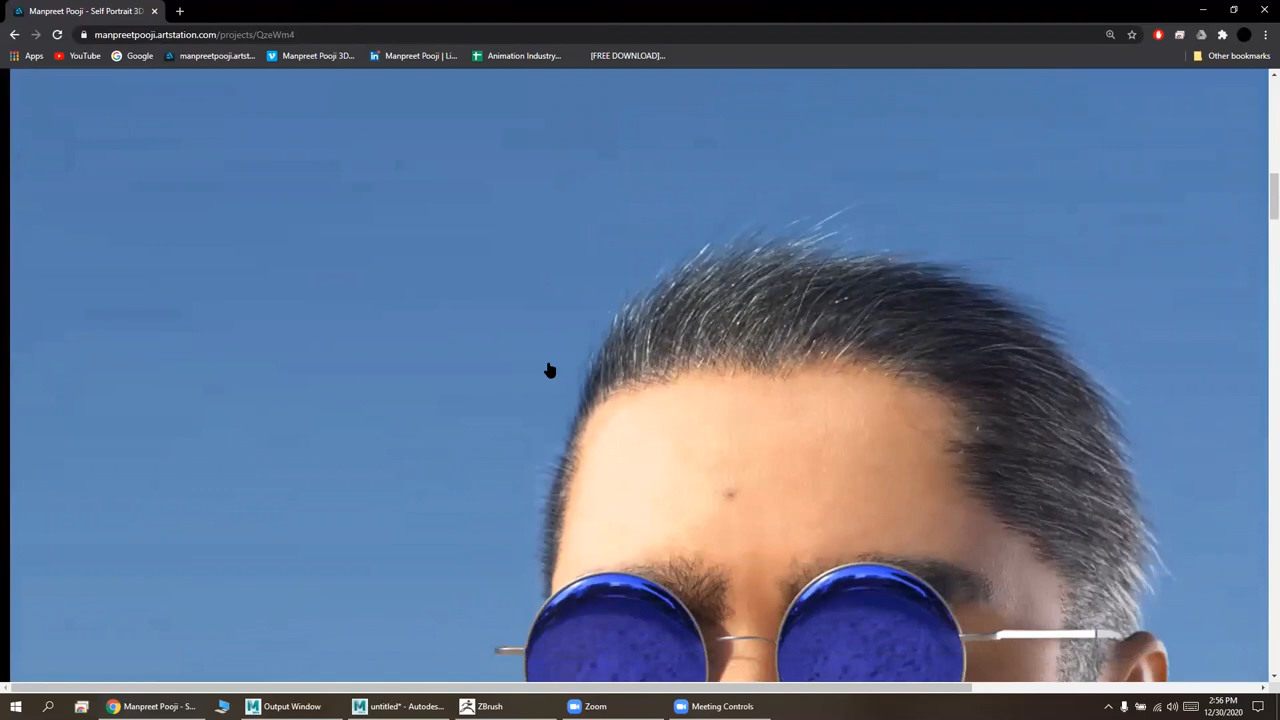 Manpreet Pooji - Self Portrait 3D
manpreetpooji.artstation.com/projects/QzeWm4
Apps YouTube Google manpreetpooji.artst... Manpreet Pooji 3D... Manpreet Pooji | Li... Animation Industry... [FREE DOWNLOAD]... Other bookmarks
Manpreet Pooji - S... Output Window untitled* - Autodes... ZBrush Zoom Meeting Controls
2:56 PM
12/30/2020